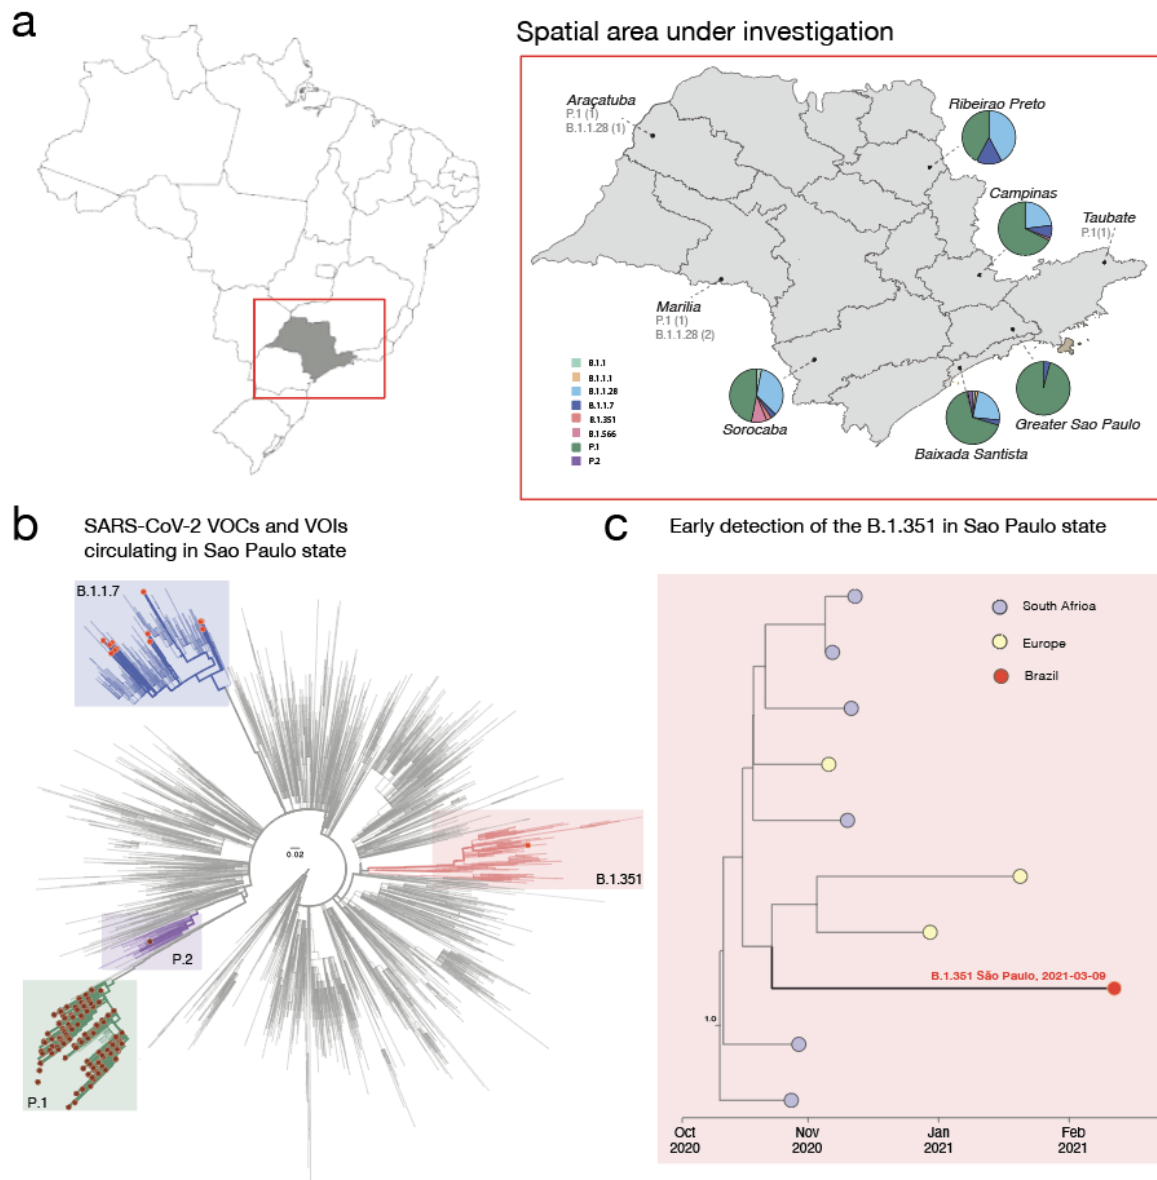 a
Spatial area under investigation
Araçatuba
P.1 (1)
B.1.1.28 (1)
Ribeirao Preto
Campinas
Taubate
P.1(1)
Marilia
P.1 (1)
B.1.1.28 (2)
B.1.1
B.1.1.1
B.1.1.28
B.1.1.7
B.1.351
B.1.566
P.1
P.2
Sorocaba
Greater Sao Paulo
Baixada Santista
b
SARS-CoV-2 VOCs and VOIs
circulating in Sao Paulo state
B.1.1.7
0.02
B.1.351
P.2
P.1
c
Early detection of the B.1.351 in Sao Paulo state
South Africa
Europe
Brazil
B.1.351 São Paulo, 2021-03-09
1.0
Oct
2020
Nov
2020
Jan
2021
Feb
2021